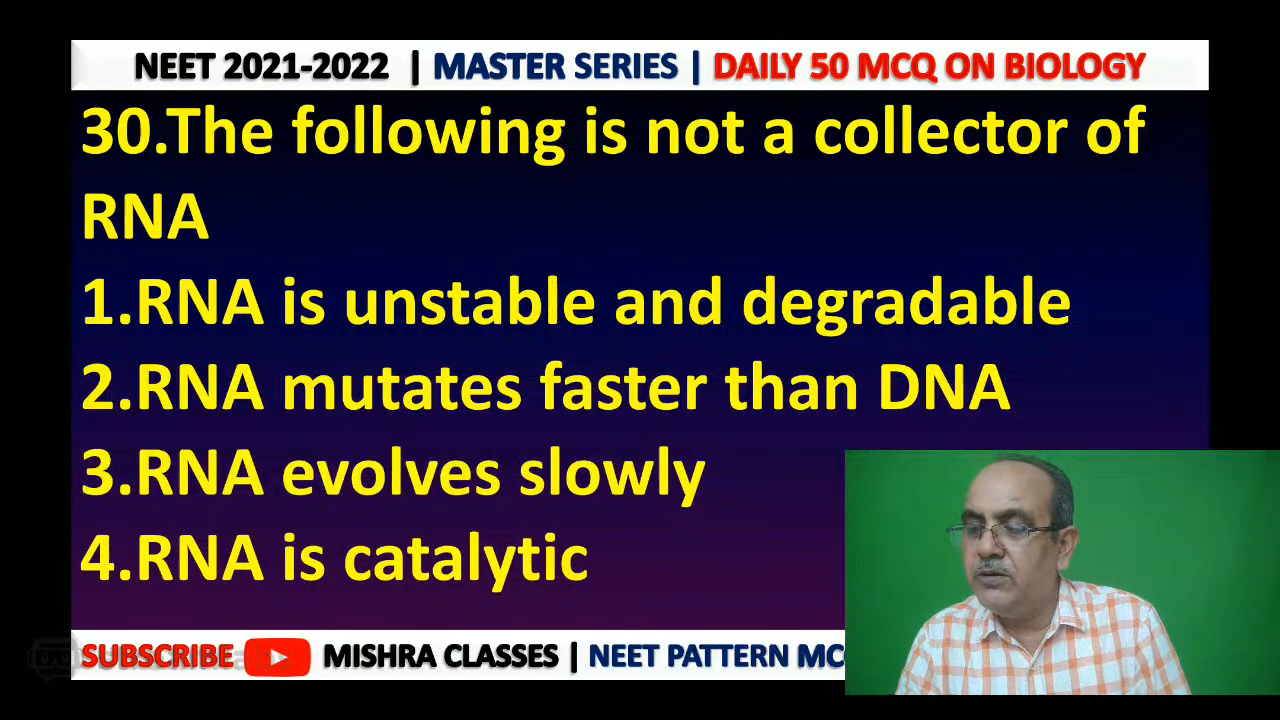 NEET 2021-2022 | MASTER SERIES | DAILY 50 MCQ ON BIOLOGY
30.The following is not a collector of
RNA
1.RNA is unstable and degradable
2.RNA mutates faster than DNA
3.RNA evolves slowly
4.RNA is catalytic
SUBSCRIBE MISHRA CLASSES | NEET PATTERN